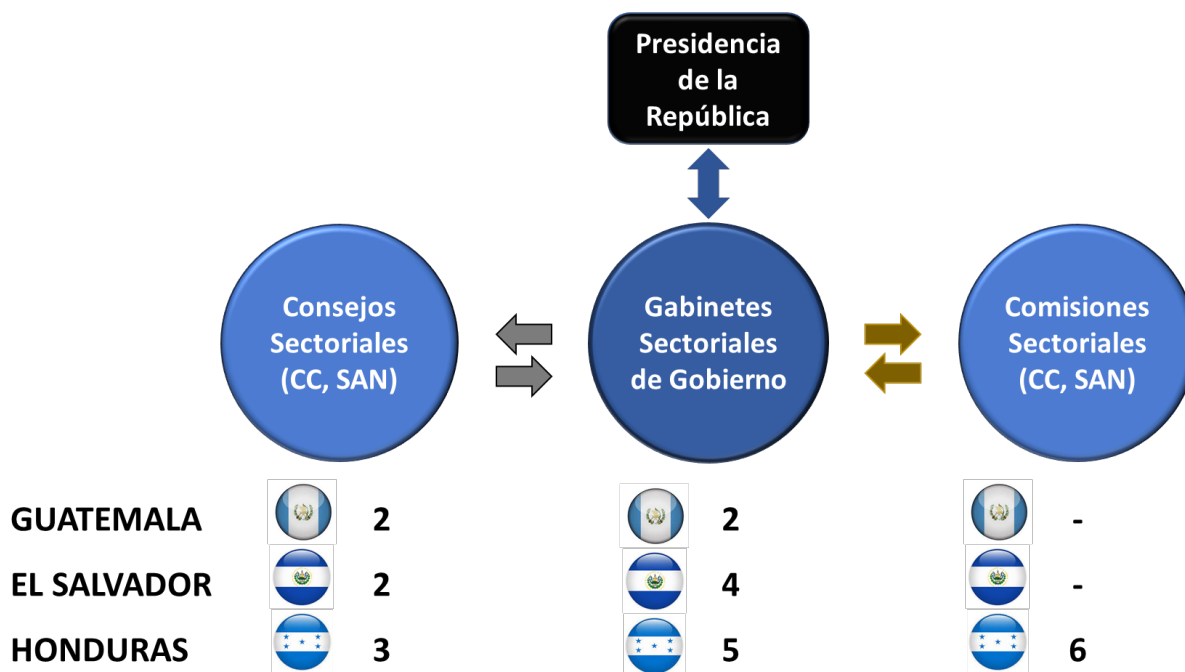 Presidencia
de la
República
Consejos
Sectoriales
(CC, SAN)
Gabinetes
Sectoriales
de Gobierno
Comisiones
Sectoriales
(CC, SAN)
GUATEMALA 2 2 -
EL SALVADOR 2 4 -
HONDURAS 3 5 6